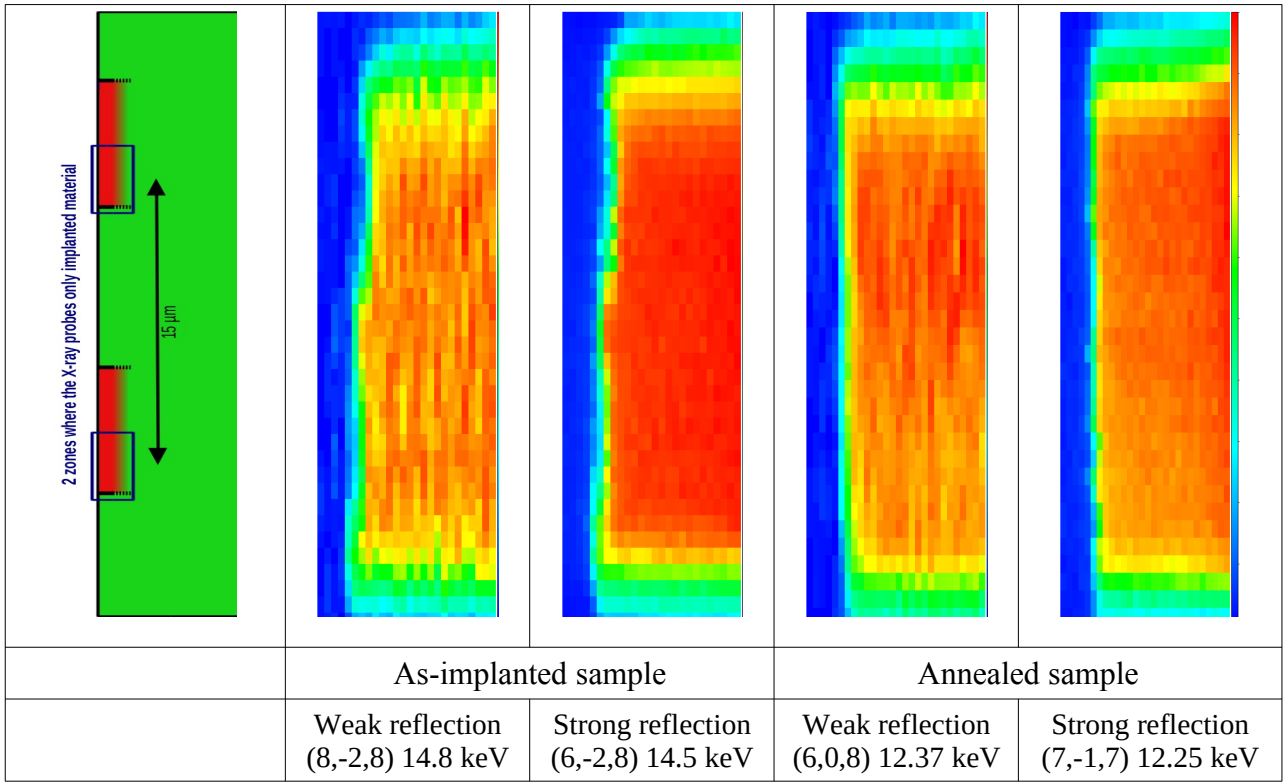 2 zones where the X-ray probes only implanted material
15 µm
As-implanted sample
Annealed sample
Weak reflection
(8,-2,8) 14.8 keV
Strong reflection
(6,-2,8) 14.5 keV
Weak reflection
(6,0,8) 12.37 keV
Strong reflection
(7,-1,7) 12.25 keV